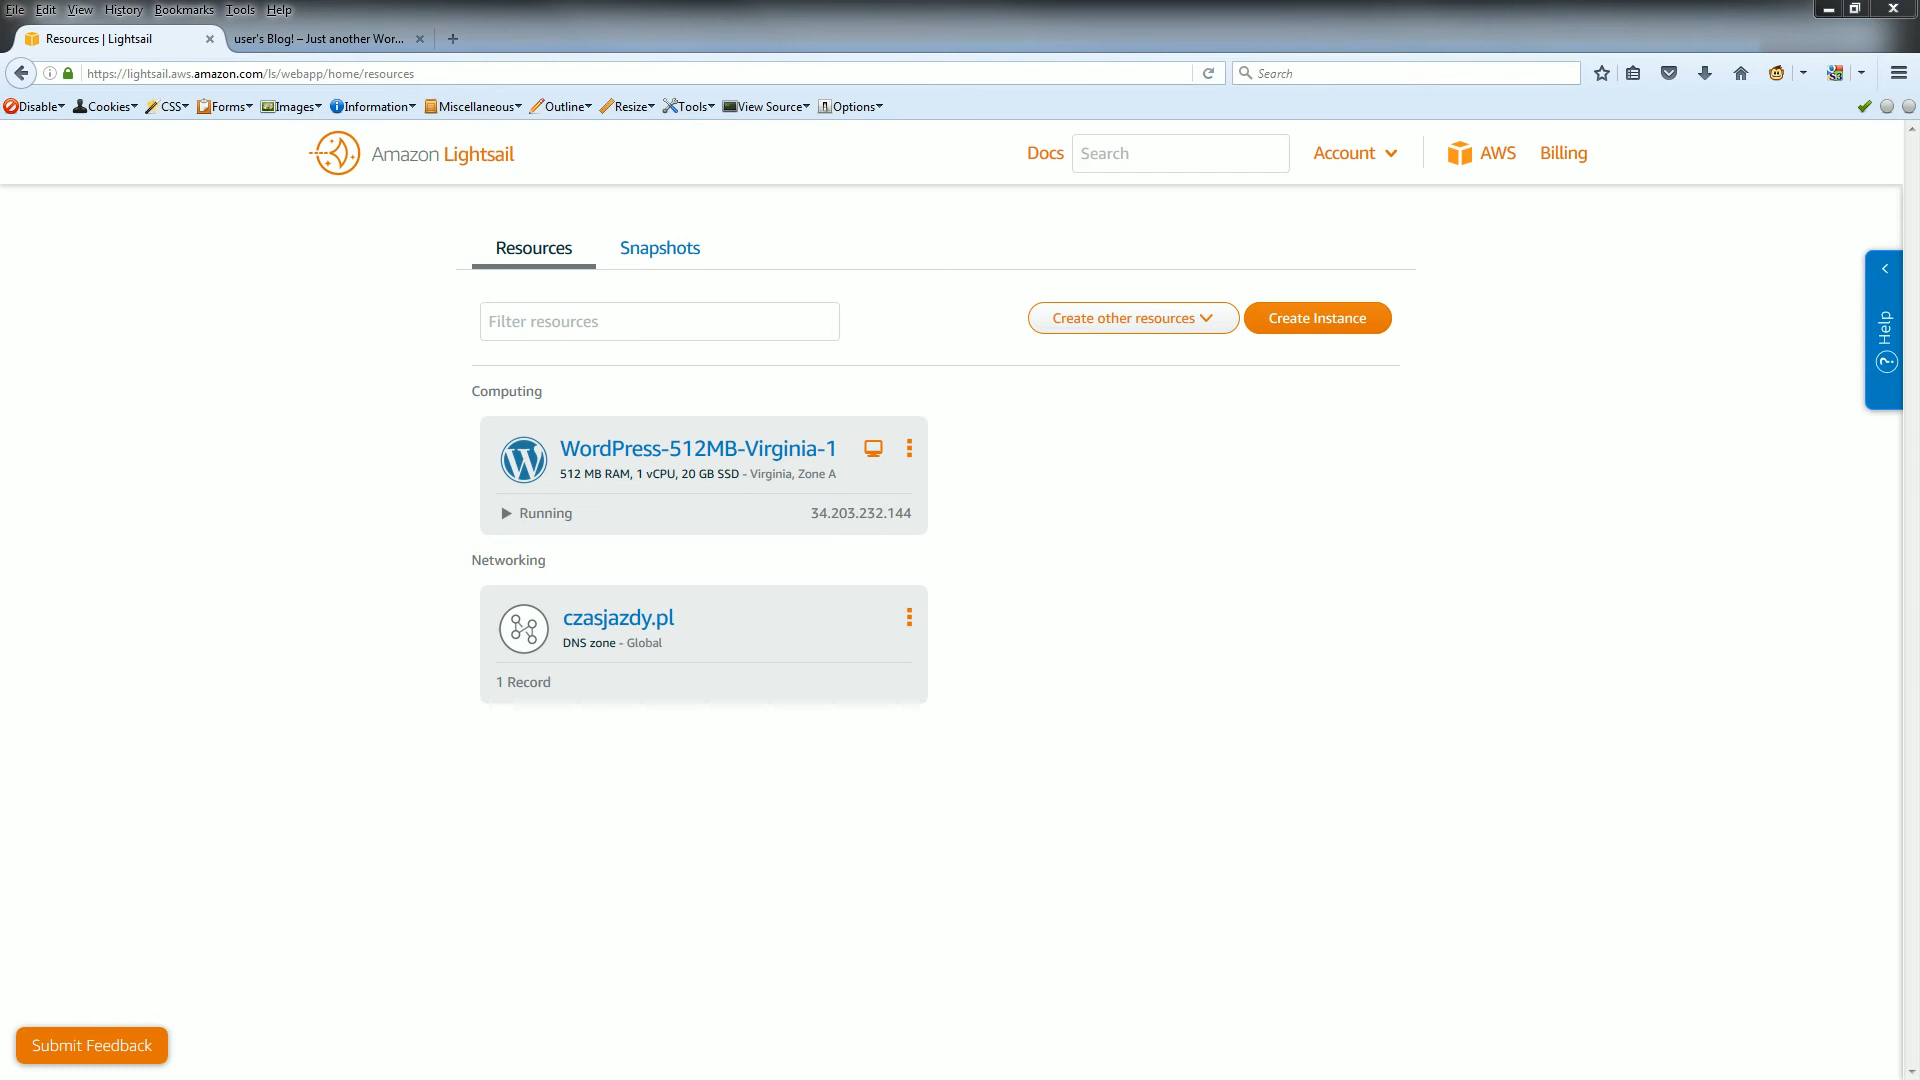 File Edit View History Bookmarks Tools Help
Resources | Lightsail
user's Blog! – Just another Wor...
https://lightsail.aws.amazon.com/ls/webapp/home/resources
Search
Disable Cookies CSS Forms Images Information Miscellaneous Outline Resize Tools View Source Options
Amazon Lightsail
Docs
Search
Account
AWS
Billing
Resources
Snapshots
Filter resources
Create other resources
Create Instance
Help
Computing
WordPress-512MB-Virginia-1
512 MB RAM, 1 vCPU, 20 GB SSD - Virginia, Zone A
Running
34.203.232.144
Networking
czasjazdy.pl
DNS zone - Global
1 Record
Submit Feedback